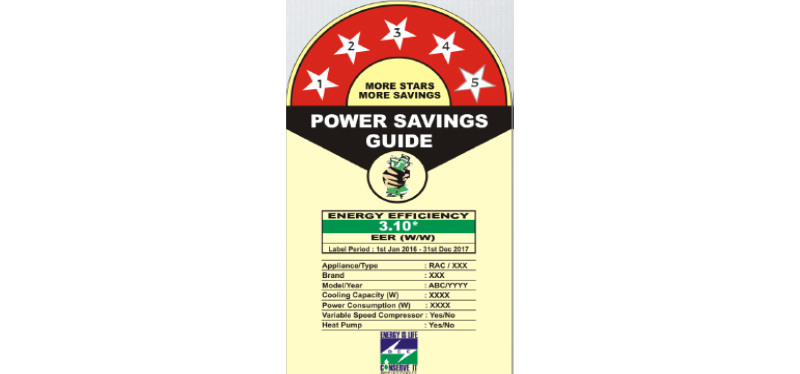 1 2 3 4 5
MORE STARS
MORE SAVINGS
POWER SAVINGS
GUIDE
ENERGY EFFICIENCY
3.10*
EER (W/W)
Label Period : 1st Jan 2016 - 31st Dec 2017
Appliance/Type : RAC / XXX
Brand : XXX
Model/Year : ABC/YYYY
Cooling Capacity (W) : XXXX
Power Consumption (W) : XXXX
Variable Speed Compressor : Yes/No
Heat Pump : Yes/No
ENERGY IS LIFE
BEE
CONSERVE IT